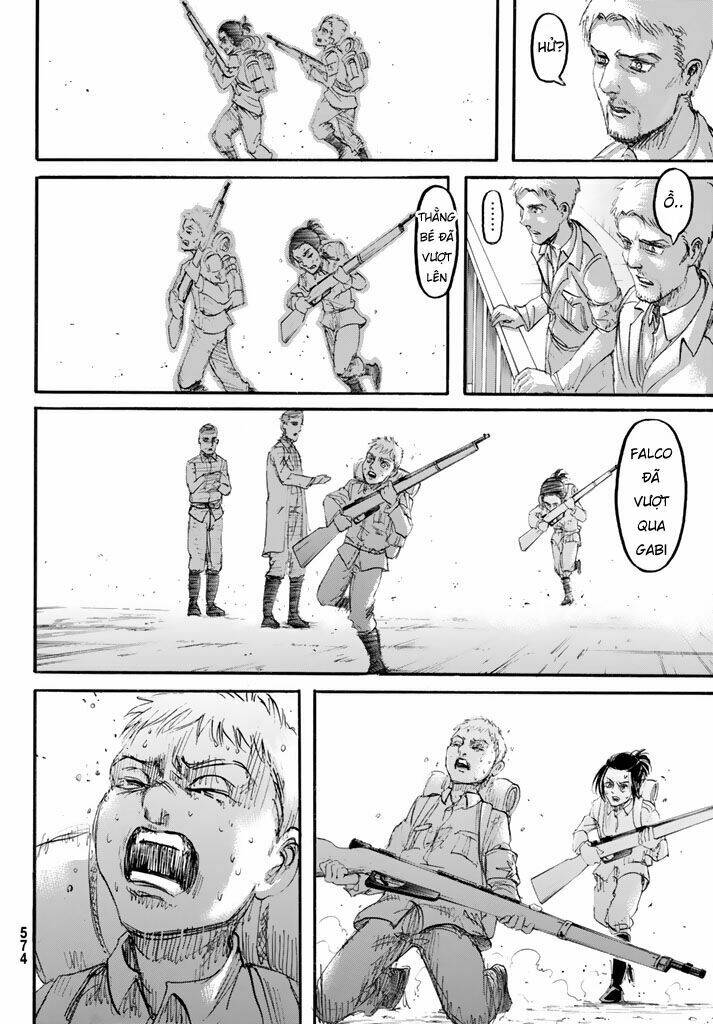 HỬ?
Ồ..
......
THẰNG
BÉ ĐÃ
VƯỢT
LÊN
FALCO
ĐÃ
VƯỢT
QUA
GABI
574